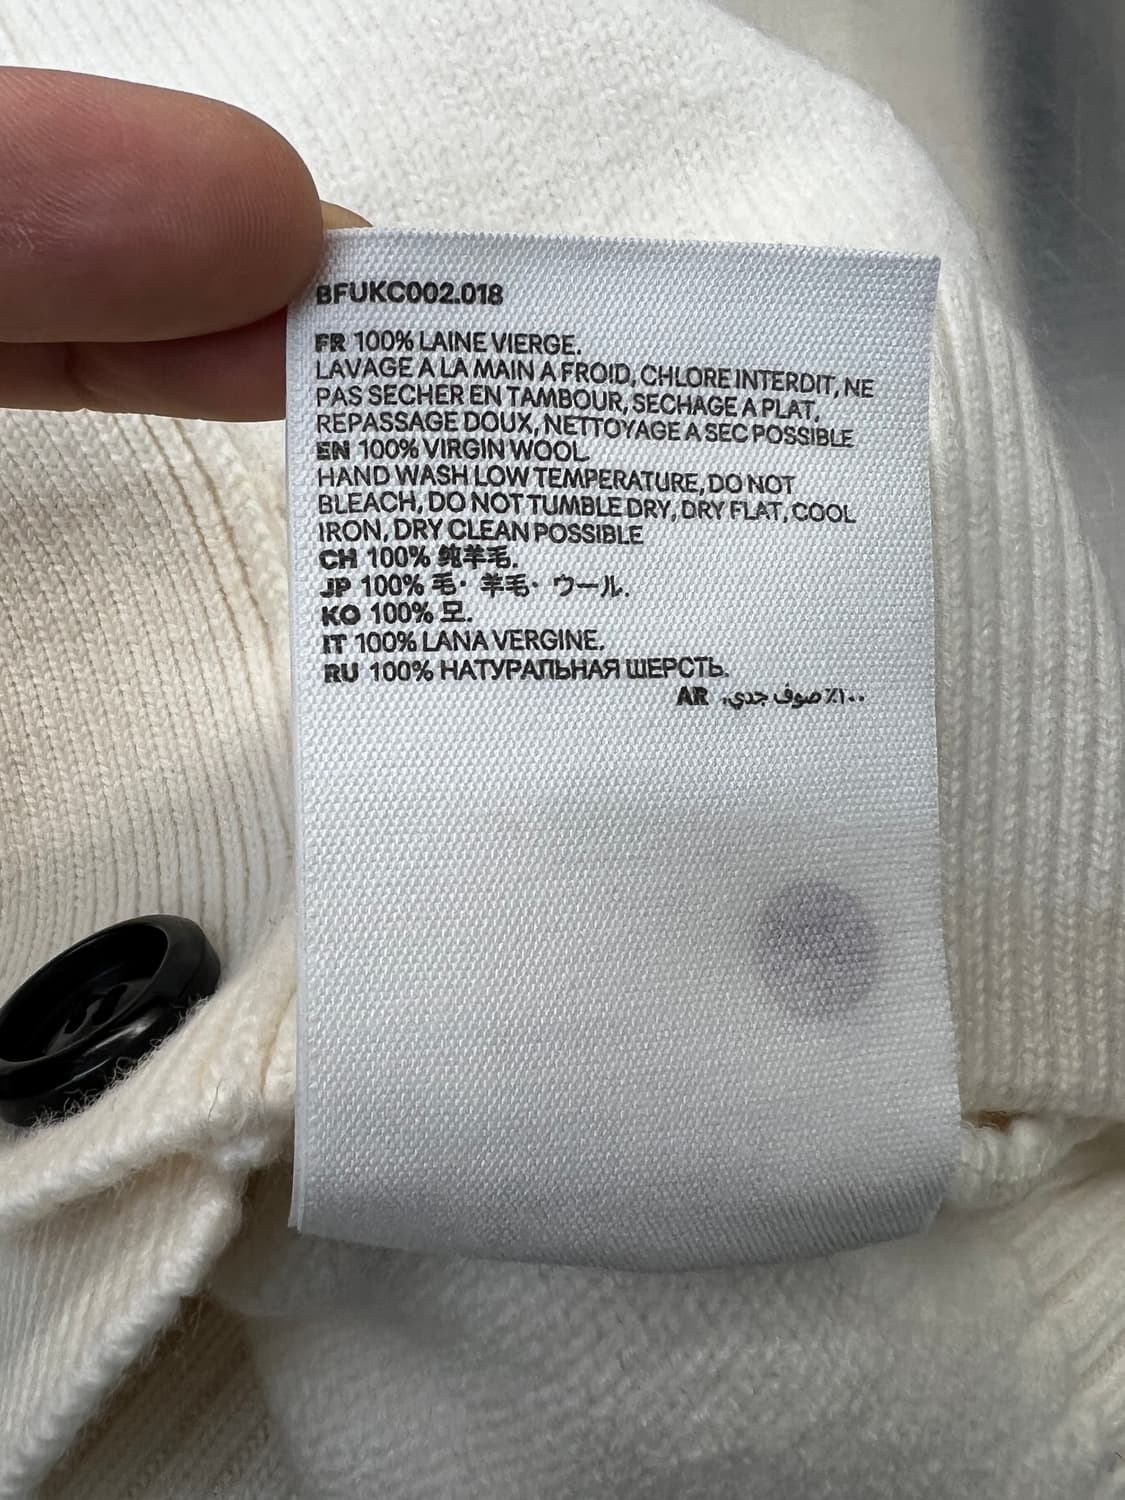 BFUKC002.018
FR 100% LAINE VIERGE.
LAVAGE A LA MAIN A FROID, CHLORE INTERDIT, NE
PAS SECHER EN TAMBOUR, SECHAGE A PLAT,
REPASSAGE DOUX, NETTOYAGE A SEC POSSIBLE
EN 100% VIRGIN WOOL.
HAND WASH LOW TEMPERATURE, DO NOT
BLEACH, DO NOT TUMBLE DRY, DRY FLAT, COOL
IRON, DRY CLEAN POSSIBLE
CH 100% 纯羊毛.
JP 100% 毛・羊毛・ウール.
KO 100% 모.
IT 100% LANA VERGINE.
RU 100% НАТУРАЛЬНАЯ ШЕРСТЬ.
AR ١٠٠٪ صوف جدي.